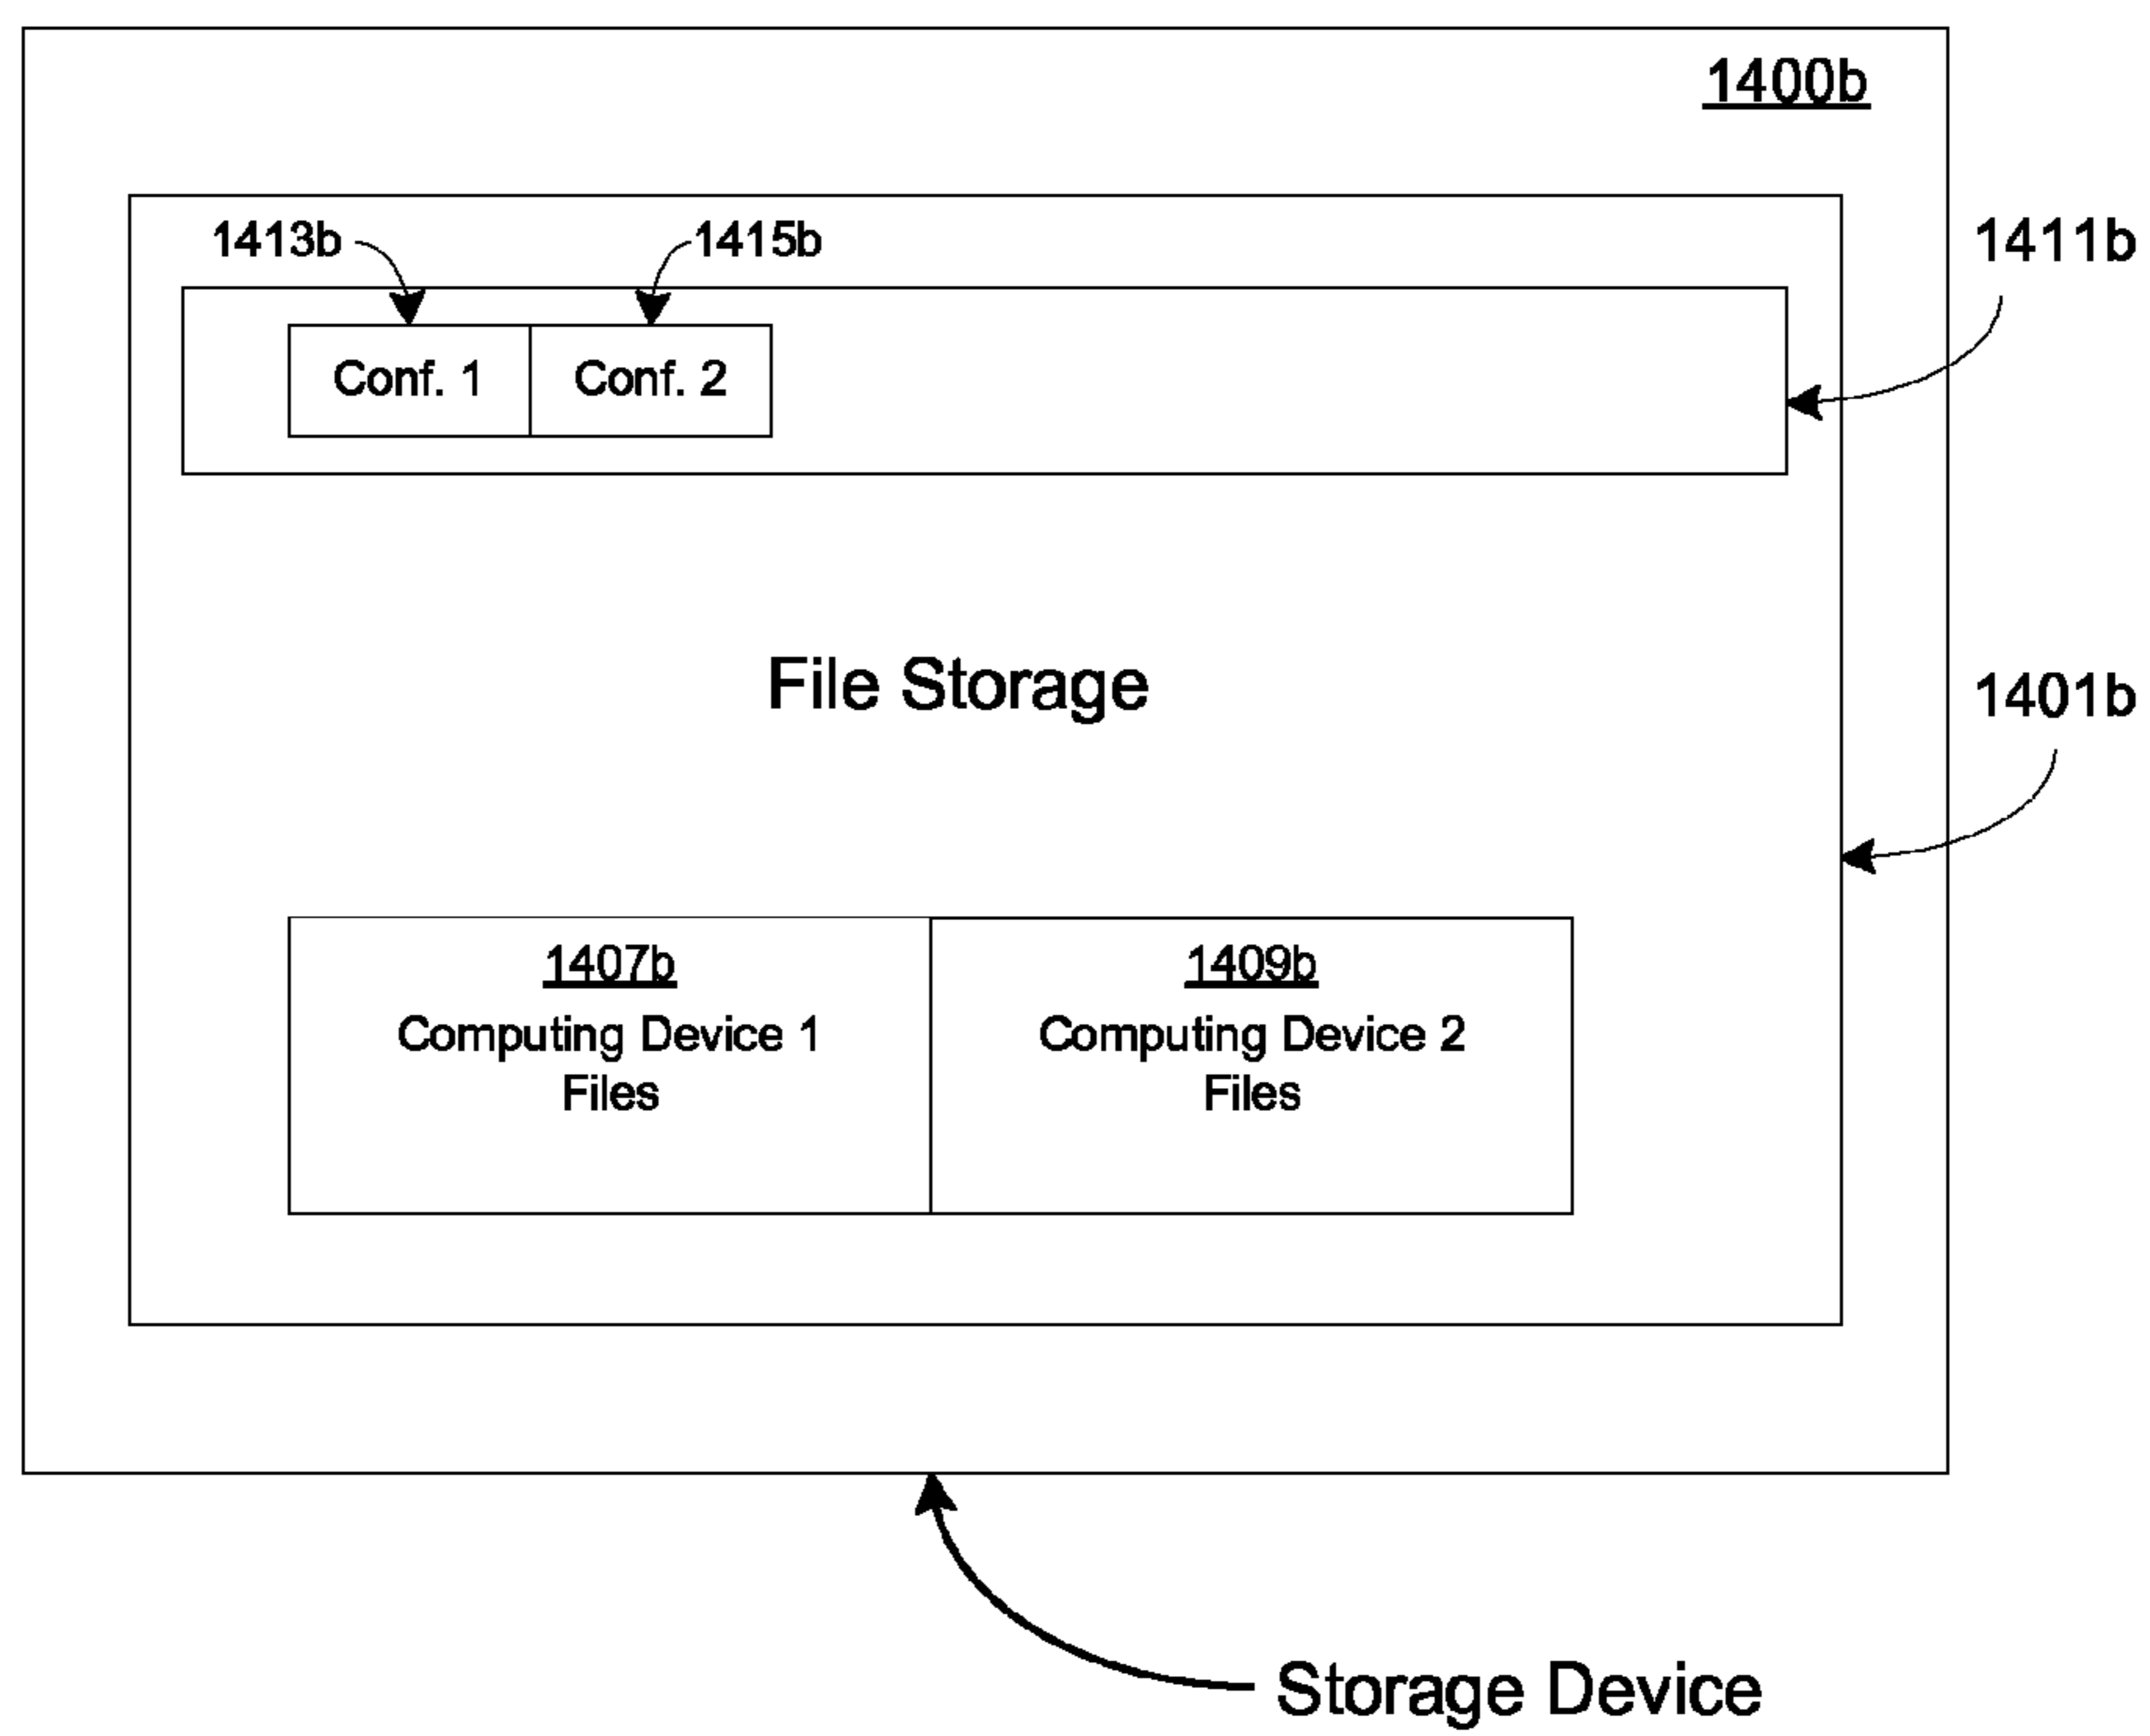 1400b
1413b
1415b
1411b
Conf. 1
Conf. 2
File Storage
1401b
1407b
Computing Device 1
Files
1409b
Computing Device 2
Files
Storage Device